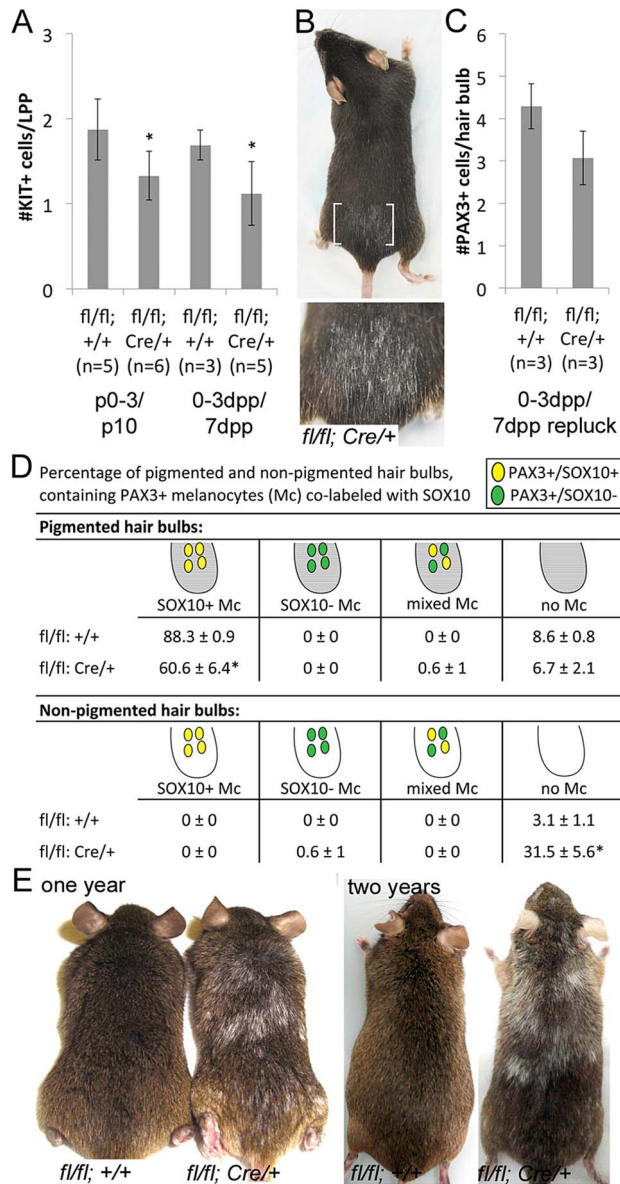 A
#KIT+ cells/LPP
3
2
1
0
*
*
fl/fl; fl/fl; fl/fl; fl/fl;
+/+ Cre/+ +/+ Cre/+
(n=5) (n=6) (n=3) (n=5)
p0-3/ 0-3dpp/
p10 7dpp
B
fl/fl; Cre/+
C
#PAX3+ cells/hair bulb
6
5
4
3
2
1
0
fl/fl; fl/fl;
+/+ Cre/+
(n=3) (n=3)
0-3dpp/
7dpp repluck
D Percentage of pigmented and non-pigmented hair bulbs,
containing PAX3+ melanocytes (Mc) co-labeled with SOX10
PAX3+/SOX10+
PAX3+/SOX10-
Pigmented hair bulbs:
SOX10+ Mc SOX10- Mc mixed Mc no Mc
fl/fl: +/+ 88.3 ± 0.9 0 ± 0 0 ± 0 8.6 ± 0.8
fl/fl: Cre/+ 60.6 ± 6.4* 0 ± 0 0.6 ± 1 6.7 ± 2.1
Non-pigmented hair bulbs:
SOX10+ Mc SOX10- Mc mixed Mc no Mc
fl/fl: +/+ 0 ± 0 0 ± 0 0 ± 0 3.1 ± 1.1
fl/fl: Cre/+ 0 ± 0 0.6 ± 1 0 ± 0 31.5 ± 5.6*
E one year two years
fl/fl; +/+ fl/fl; Cre/+ fl/fl; +/+ fl/fl; Cre/+